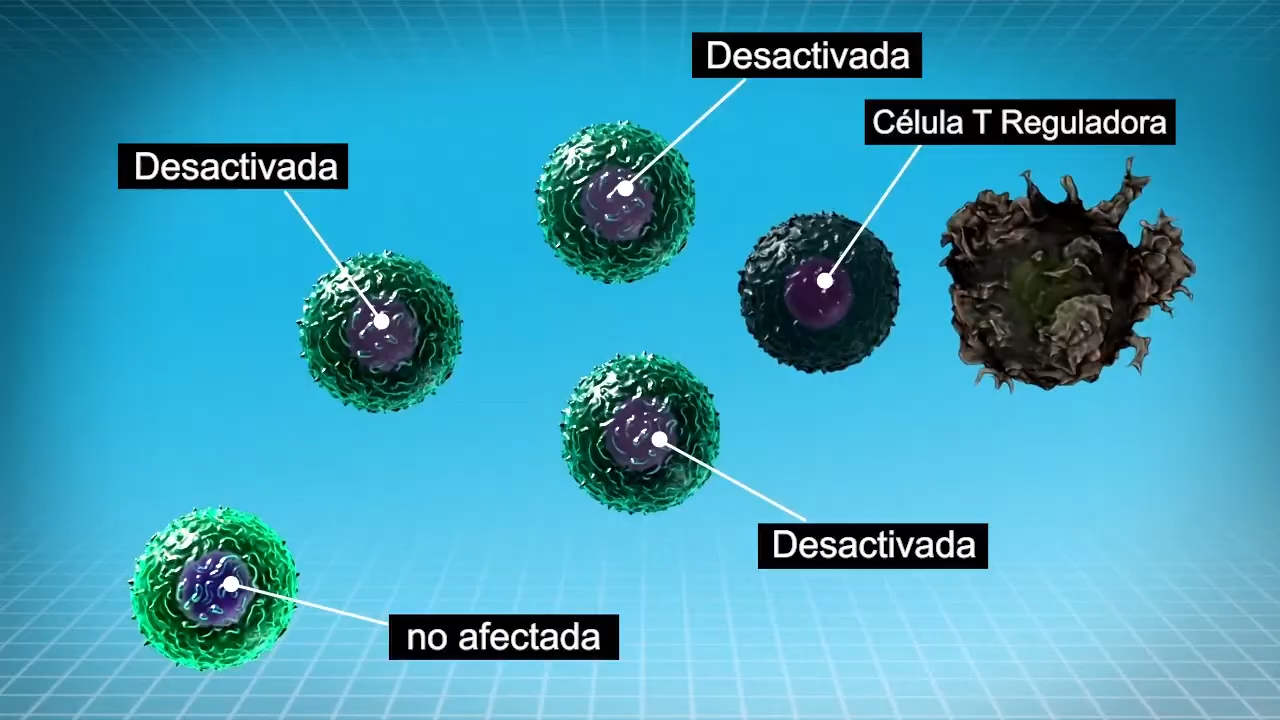 Desactivada
Célula T Reguladora
Desactivada
Desactivada
no afectada